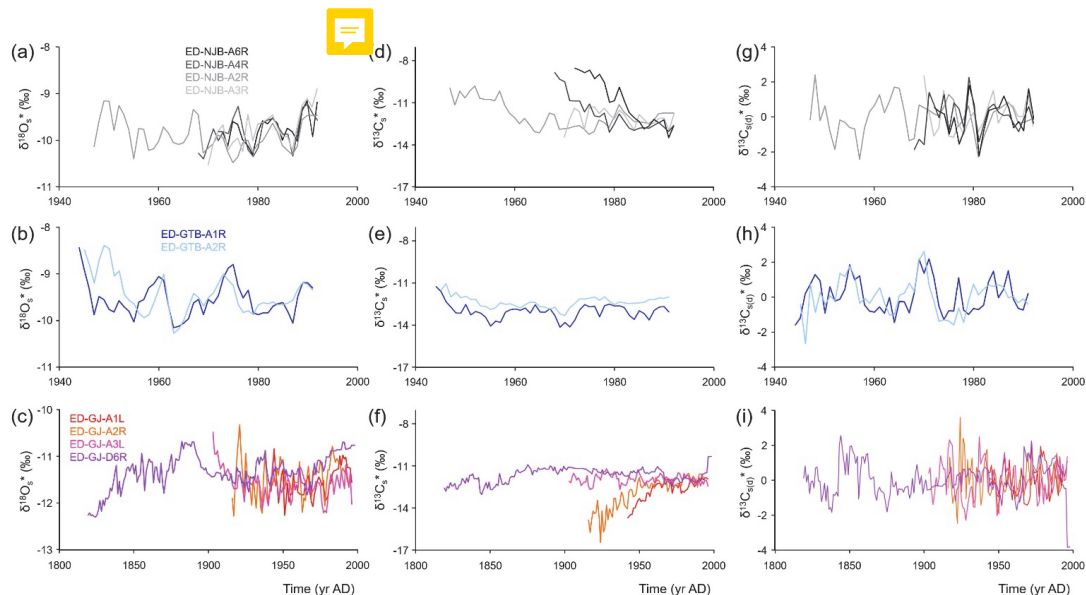 (a)
δ18Os* (‰)
-8
-9
-10
-11
ED-NJB-A6R
ED-NJB-A4R
ED-NJB-A2R
ED-NJB-A3R
1940
1960
1980
2000
(d)
δ13Cs* (‰)
-8
-11
-14
-17
1940
1960
1980
2000
(g)
δ13Cs(d)* (‰)
4
2
0
-2
-4
1940
1960
1980
2000
(b)
δ18Os* (‰)
-8
-9
-10
-11
ED-GTB-A1R
ED-GTB-A2R
1940
1960
1980
2000
(e)
δ13Cs* (‰)
-8
-11
-14
-17
1940
1960
1980
2000
(h)
δ13Cs(d)* (‰)
4
2
0
-2
-4
1940
1960
1980
2000
(c)
δ18Os* (‰)
-10
-11
-12
-13
ED-GJ-A1L
ED-GJ-A2R
ED-GJ-A3L
ED-GJ-D6R
1800
1850
1900
1950
2000
Time (yr AD)
(f)
δ13Cs* (‰)
-8
-11
-14
-17
1800
1850
1900
1950
2000
Time (yr AD)
(i)
δ13Cs(d)* (‰)
4
2
0
-2
-4
1800
1850
1900
1950
2000
Time (yr AD)